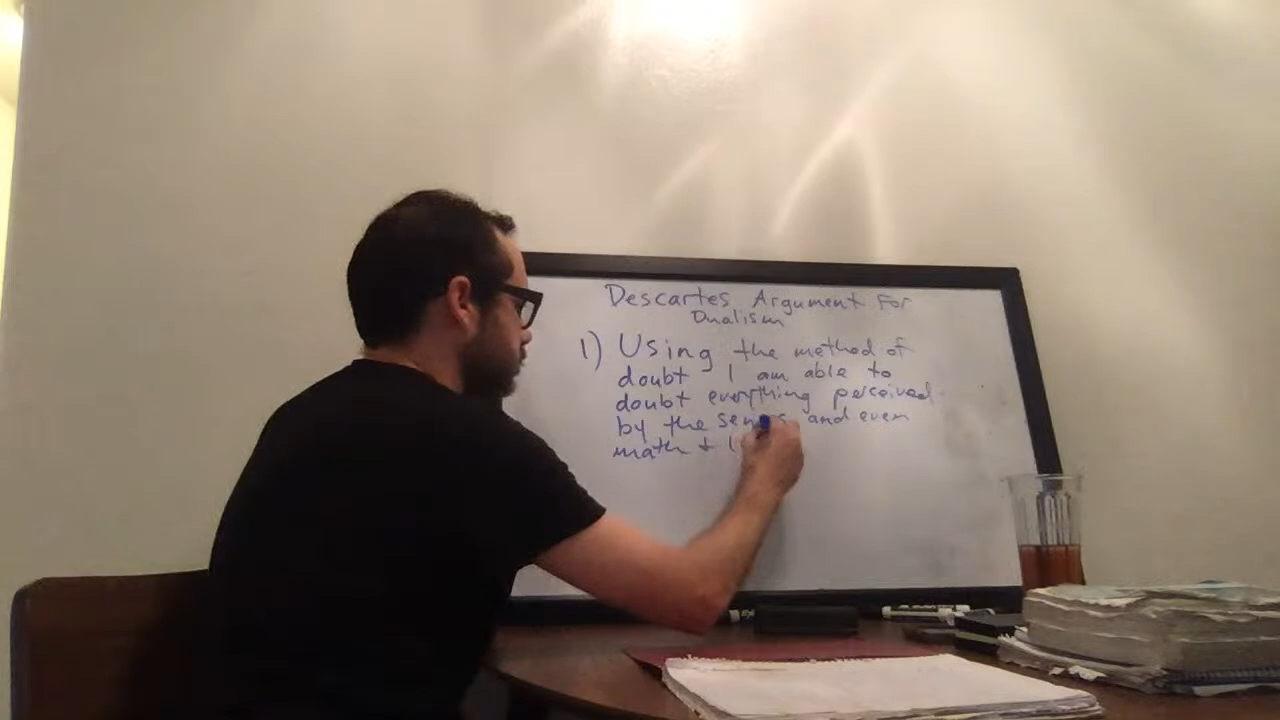 Descartes Argument For
Dualism
1) Using the method of
doubt I am able to
doubt everything perceived
by the senses and even
math +